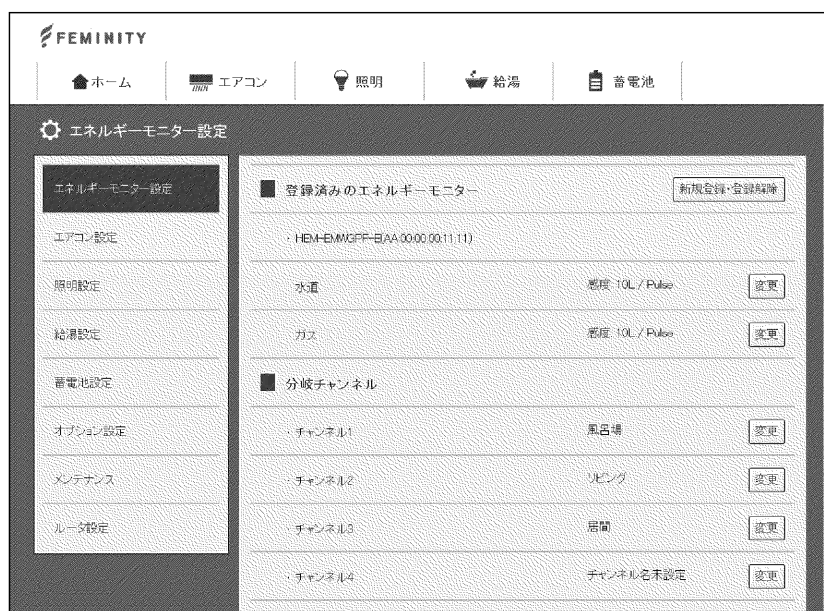 FEMINITY
ホーム エアコン 照明 給湯 蓄電池
エネルギーモニター設定
エネルギーモニター設定
エアコン設定
照明設定
給湯設定
蓄電池設定
オプション設定
メンテナンス
ルータ設定
登録済みのエネルギーモニター 新規登録・登録解除
・HEM-EMWGPF-B(AA:00:00:00:11:11)
水道 感度: 10L / Pulse 変更
ガス 感度: 10L / Pulse 変更
分岐チャンネル
・チャンネル1 風呂場 変更
・チャンネル2 リビング 変更
・チャンネル3 居間 変更
・チャンネル4 チャンネル名未設定 変更